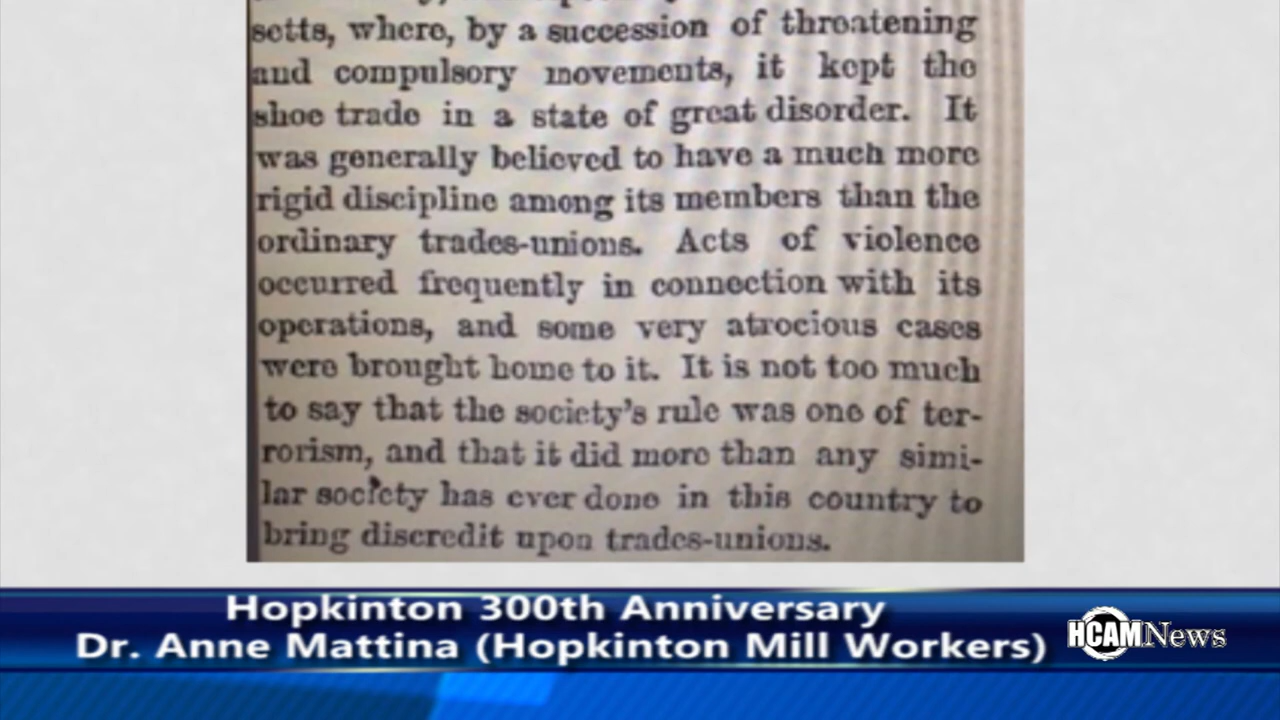 setts, where, by a succession of threatening
and compulsory movements, it kept the
shoe trade in a state of great disorder. It
was generally believed to have a much more
rigid discipline among its members than the
ordinary trades-unions. Acts of violence
occurred frequently in connection with its
operations, and some very atrocious cases
were brought home to it. It is not too much
to say that the society's rule was one of ter-
rorism, and that it did more than any simi-
lar society has ever done in this country to
bring discredit upon trades-unions.
Hopkinton 300th Anniversary
Dr. Anne Mattina (Hopkinton Mill Workers)
HCAM News